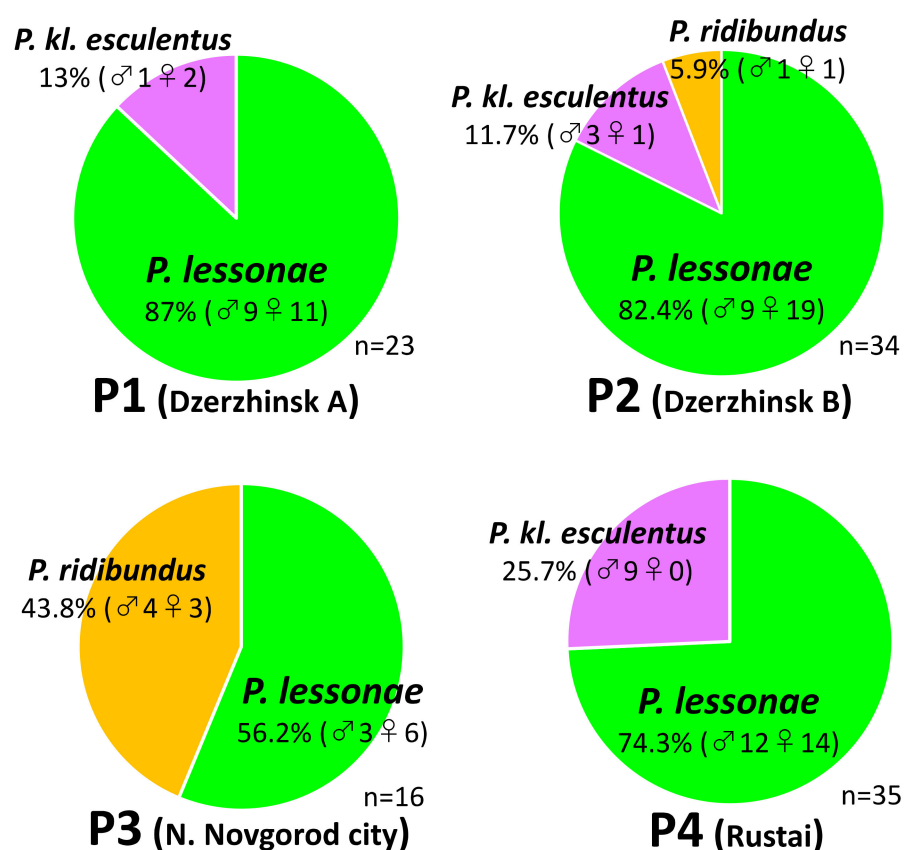 P. kl. esculentus
13% (♂1♀2)
P. lessonae
87% (♂9♀11)
n=23
P1 (Dzerzhinsk A)
P. ridibundus
5.9% (♂1♀1)
P. kl. esculentus
11.7% (♂3♀1)
P. lessonae
82.4% (♂9♀19)
n=34
P2 (Dzerzhinsk B)
P. ridibundus
43.8% (♂4♀3)
P. lessonae
56.2% (♂3♀6)
n=16
P3 (N. Novgorod city)
P. kl. esculentus
25.7% (♂9♀0)
P. lessonae
74.3% (♂12♀14)
n=35
P4 (Rustai)